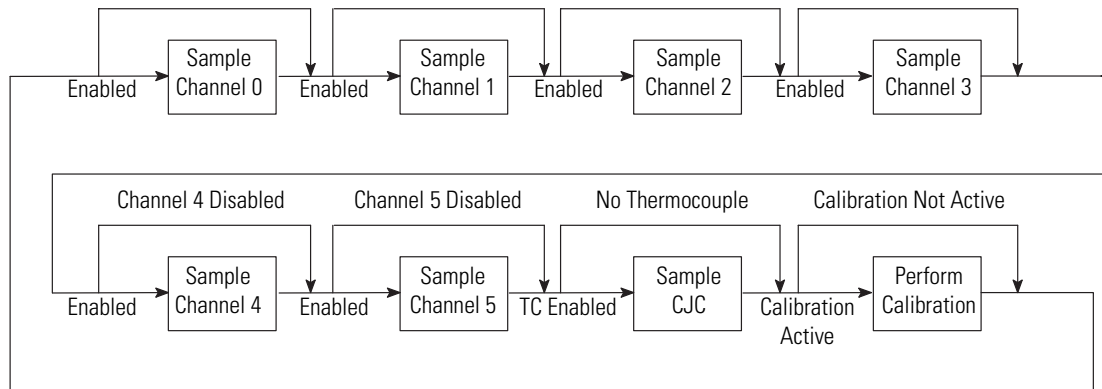 Enabled
Sample
Channel 0
Enabled
Sample
Channel 1
Enabled
Sample
Channel 2
Enabled
Sample
Channel 3
Channel 4 Disabled
Channel 5 Disabled
No Thermocouple
Calibration Not Active
Enabled
Sample
Channel 4
Enabled
Sample
Channel 5
TC Enabled
Sample
CJC
Calibration
Active
Perform
Calibration